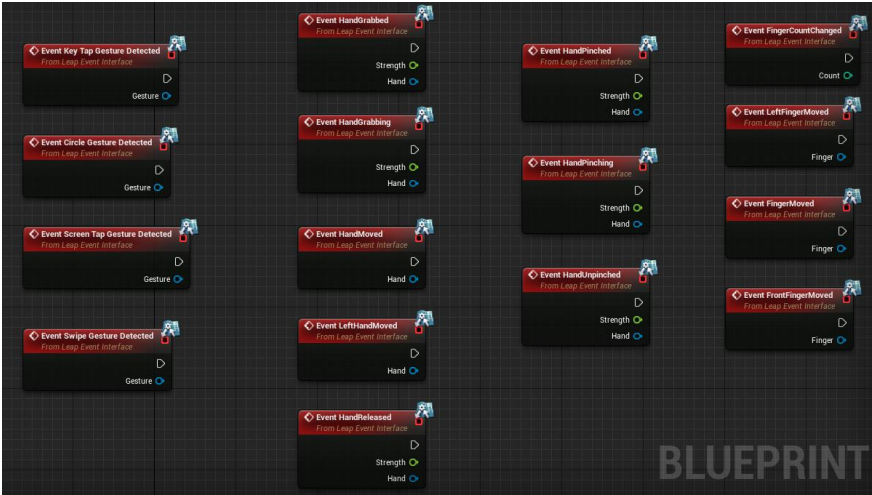 Event Key Tap Gesture Detected
From Leap Event Interface
Gesture
Event Circle Gesture Detected
From Leap Event Interface
Gesture
Event Screen Tap Gesture Detected
From Leap Event Interface
Gesture
Event Swipe Gesture Detected
From Leap Event Interface
Gesture
Event HandGrabbed
From Leap Event Interface
Strength
Hand
Event HandGrabbing
From Leap Event Interface
Strength
Hand
Event HandMoved
From Leap Event Interface
Hand
Event LeftHandMoved
From Leap Event Interface
Hand
Event HandReleased
From Leap Event Interface
Strength
Hand
Event HandPinched
From Leap Event Interface
Strength
Hand
Event HandPinching
From Leap Event Interface
Strength
Hand
Event HandUnpinched
From Leap Event Interface
Strength
Hand
Event FingerCountChanged
From Leap Event Interface
Count
Event LeftFingerMoved
From Leap Event Interface
Finger
Event FingerMoved
From Leap Event Interface
Finger
Event FrontFingerMoved
From Leap Event Interface
Finger
BLUEPRINT